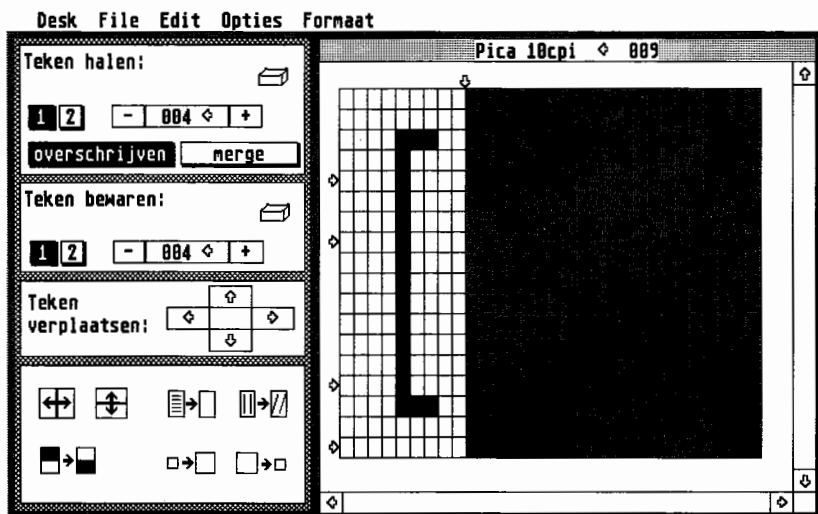 Desk File Edit Opties Formaat
Teken halen:
1 2 - 004 +
overschrijven merge
Teken bewaren:
1 2 - 004 +
Teken
verplaatsen:
Pica 10cpi 009